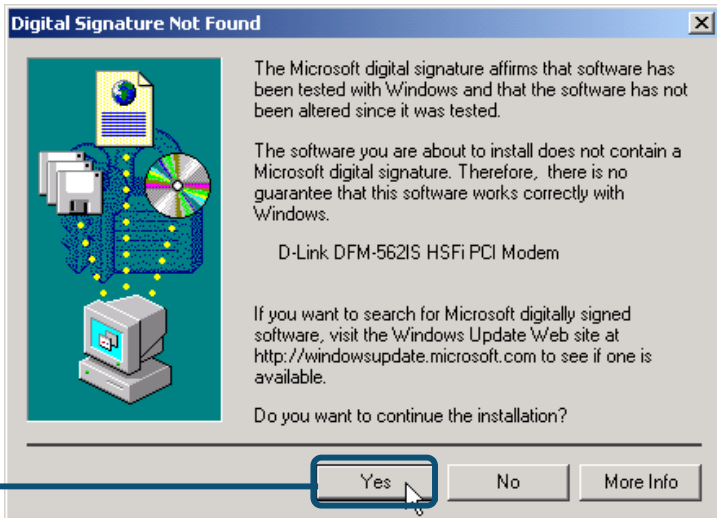 Digital Signature Not Found
The Microsoft digital signature affirms that software has
been tested with Windows and that the software has not
been altered since it was tested.
The software you are about to install does not contain a
Microsoft digital signature. Therefore, there is no
guarantee that this software works correctly with
Windows.
D-Link DFM-562IS HSFi PCI Modem
If you want to search for Microsoft digitally signed
software, visit the Windows Update Web site at
http://windowsupdate.microsoft.com to see if one is
available.
Do you want to continue the installation?
Yes No More Info